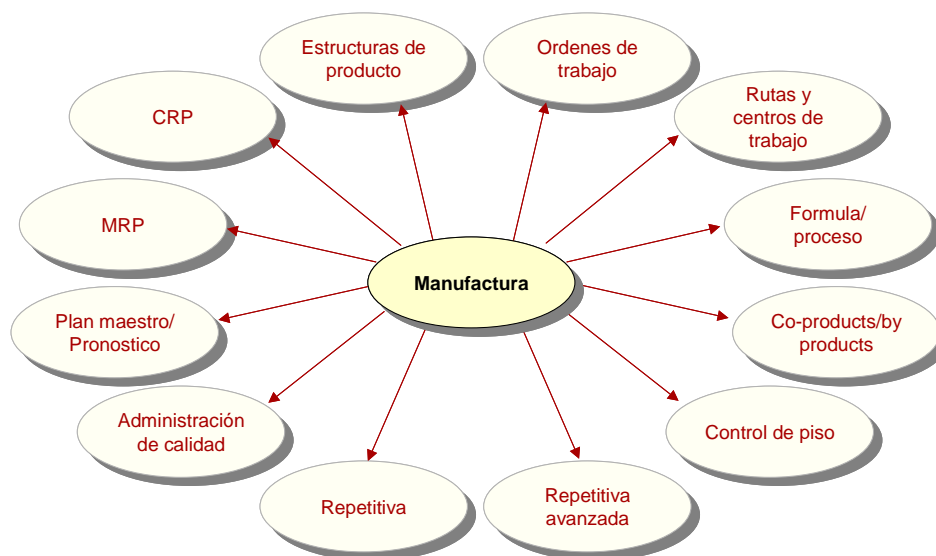 Estructuras de
producto
Ordenes de
trabajo
CRP
Rutas y
centros de
trabajo
MRP
Formula/
proceso
Manufactura
Plan maestro/
Pronostico
Co-products/by
products
Administración
de calidad
Control de piso
Repetitiva
Repetitiva
avanzada